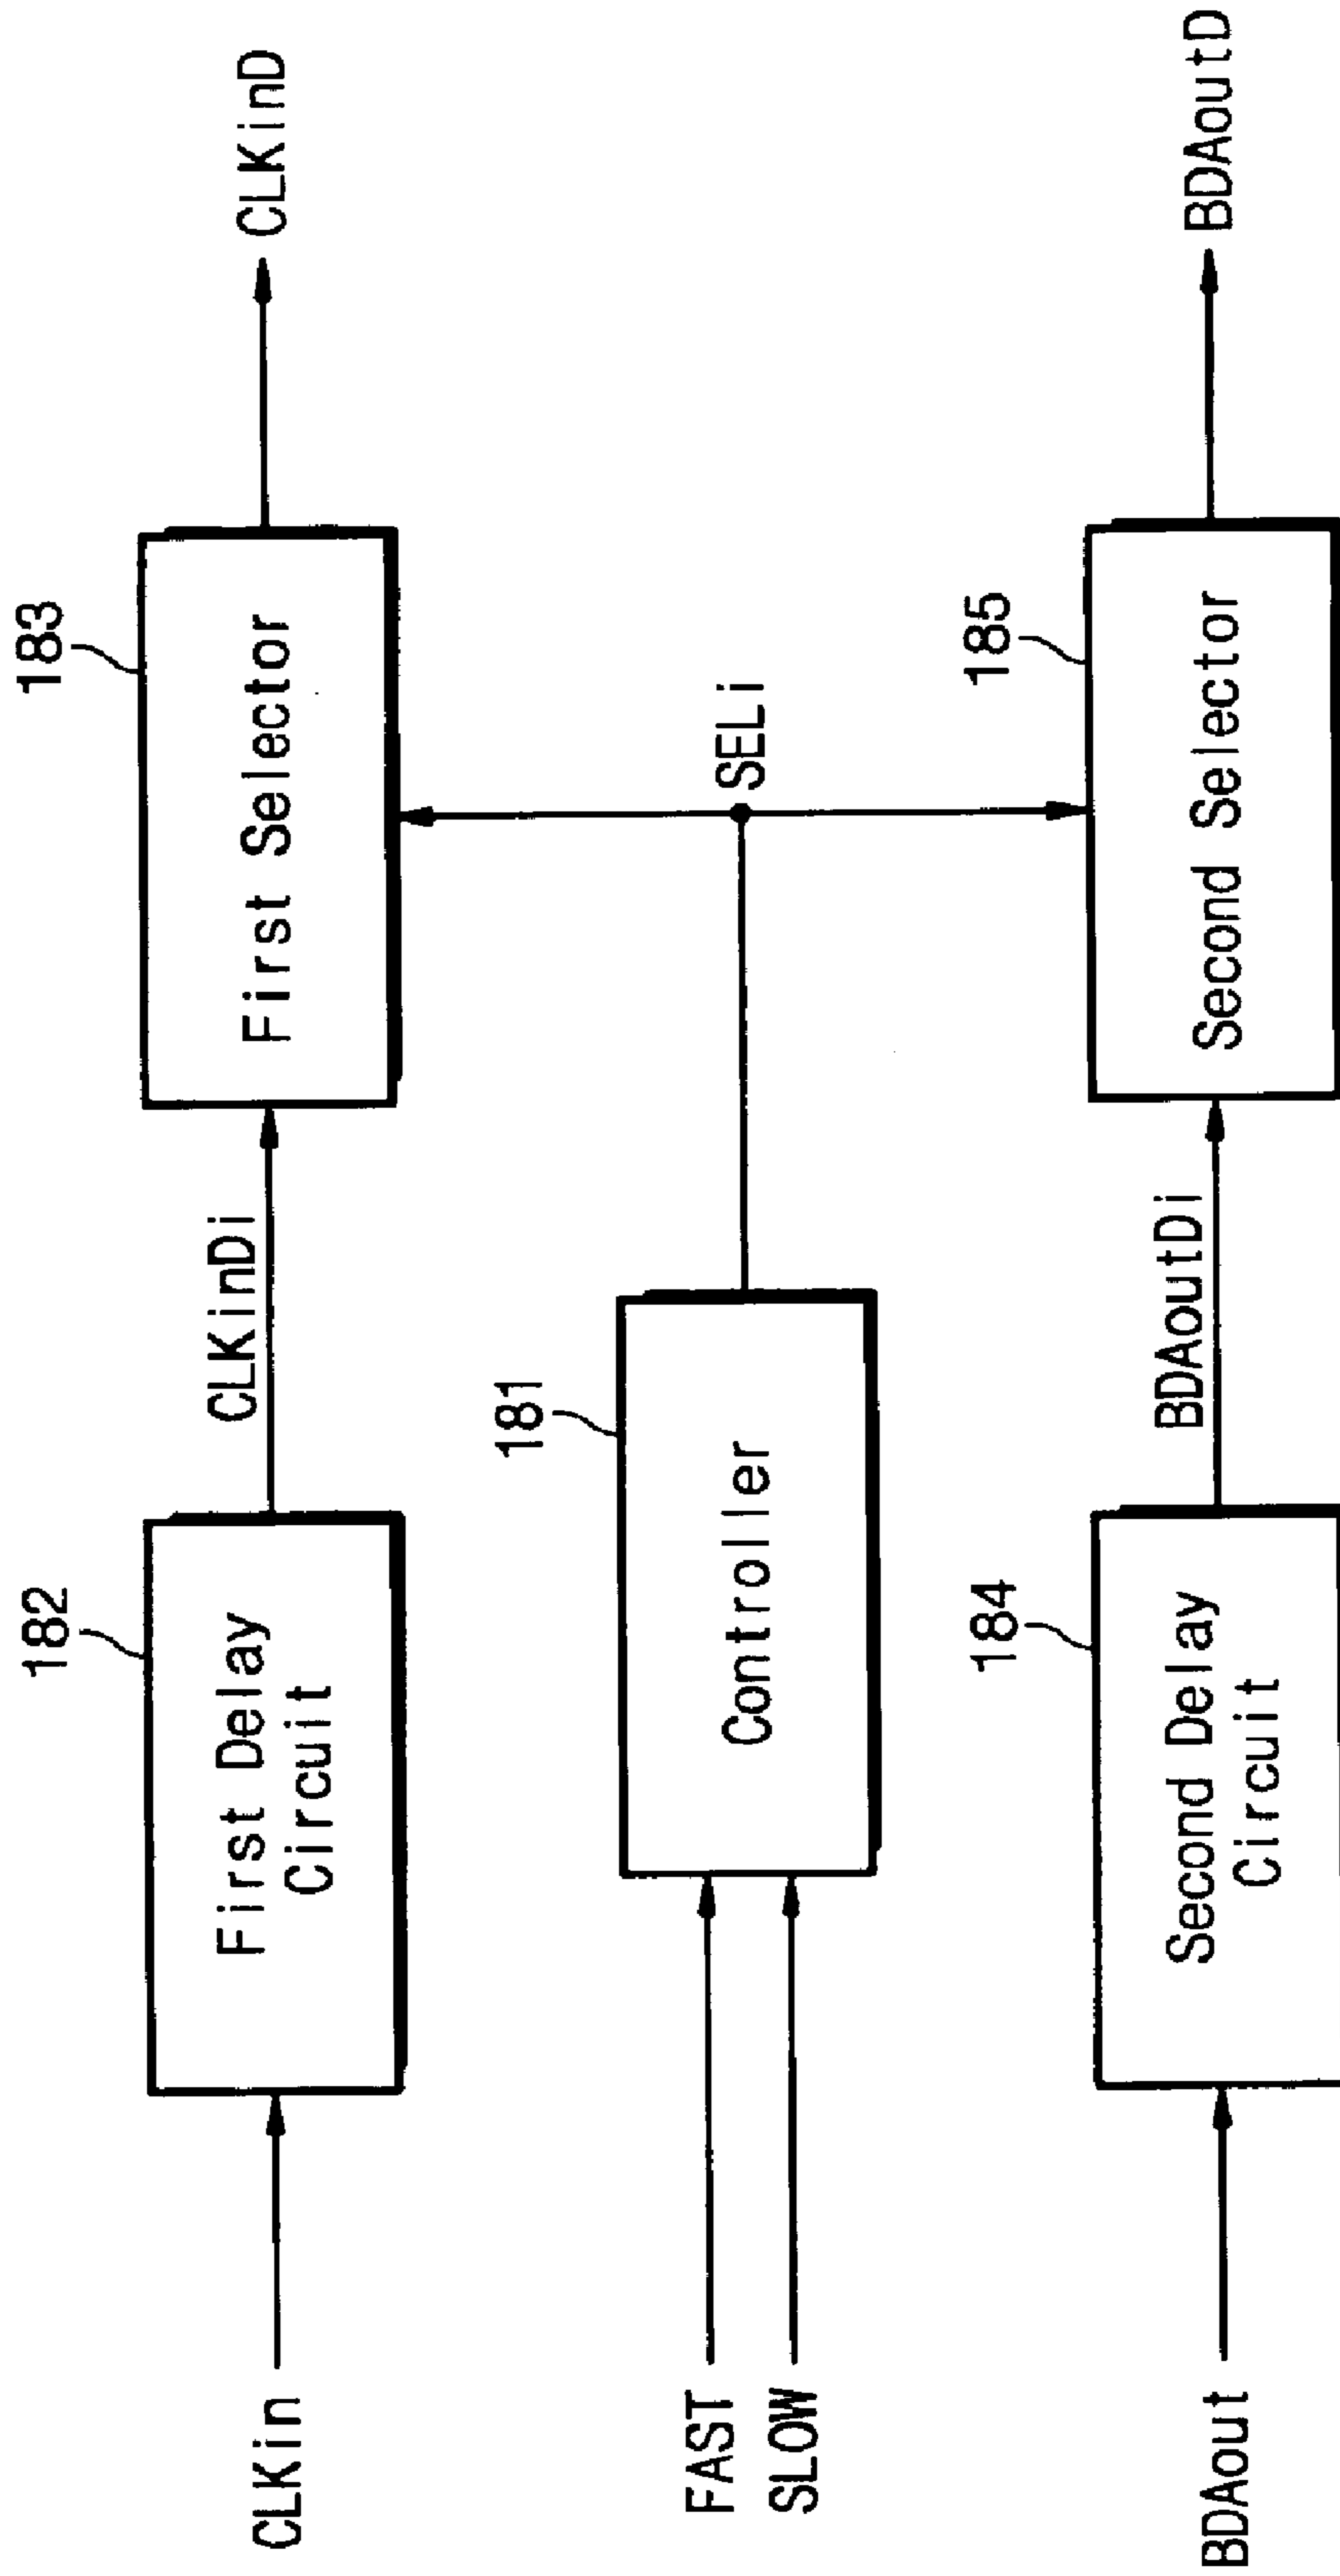 182
183
CLKin
First Delay
Circuit
CLKinDi
First Selector
CLKinD
181
FAST
SLOW
Controller
SELi
184
185
BDAout
Second Delay
Circuit
BDAoutDi
Second Selector
BDAoutD